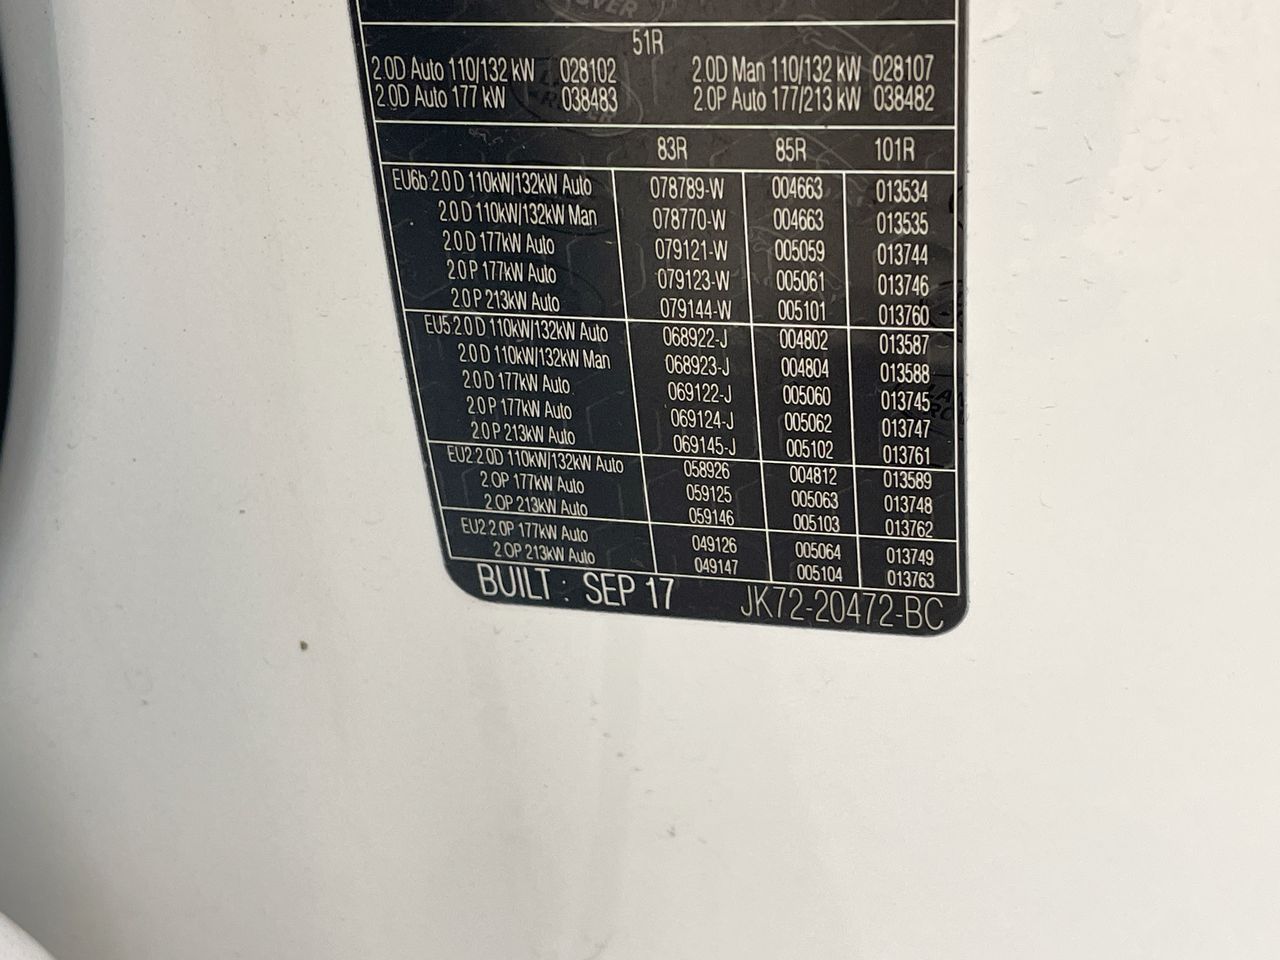 51R
2.0D Auto 110/132 kW 028102 2.0D Man 110/132 kW 028107
2.0D Auto 177 kW 038483 2.0P Auto 177/213 kW 038482
83R 85R 101R
EU6b 2.0 D 110kW/132kW Auto 078789-W 004663 013534
2.0 D 110kW/132kW Man 078770-W 004663 013535
2.0 D 177kW Auto 079121-W 005059 013744
2.0 P 177kW Auto 079123-W 005061 013746
2.0 P 213kW Auto 079144-W 005101 013760
EU5 2.0 D 110kW/132kW Auto 068922-J 004802 013587
2.0 D 110kW/132kW Man 068923-J 004804 013588
2.0 D 177kW Auto 069122-J 005060 013745
2.0 P 177kW Auto 069124-J 005062 013747
2.0 P 213kW Auto 069145-J 005102 013761
EU2 2.0D 110kW/132kW Auto 058926 004812 013589
2.0P 177kW Auto 059125 005063 013748
2.0P 213kW Auto 059146 005103 013762
EU2 2.0P 177kW Auto 049126 005064 013749
2.0P 213kW Auto 049147 005104 013763
BUILT : SEP 17 JK72-20472-BC